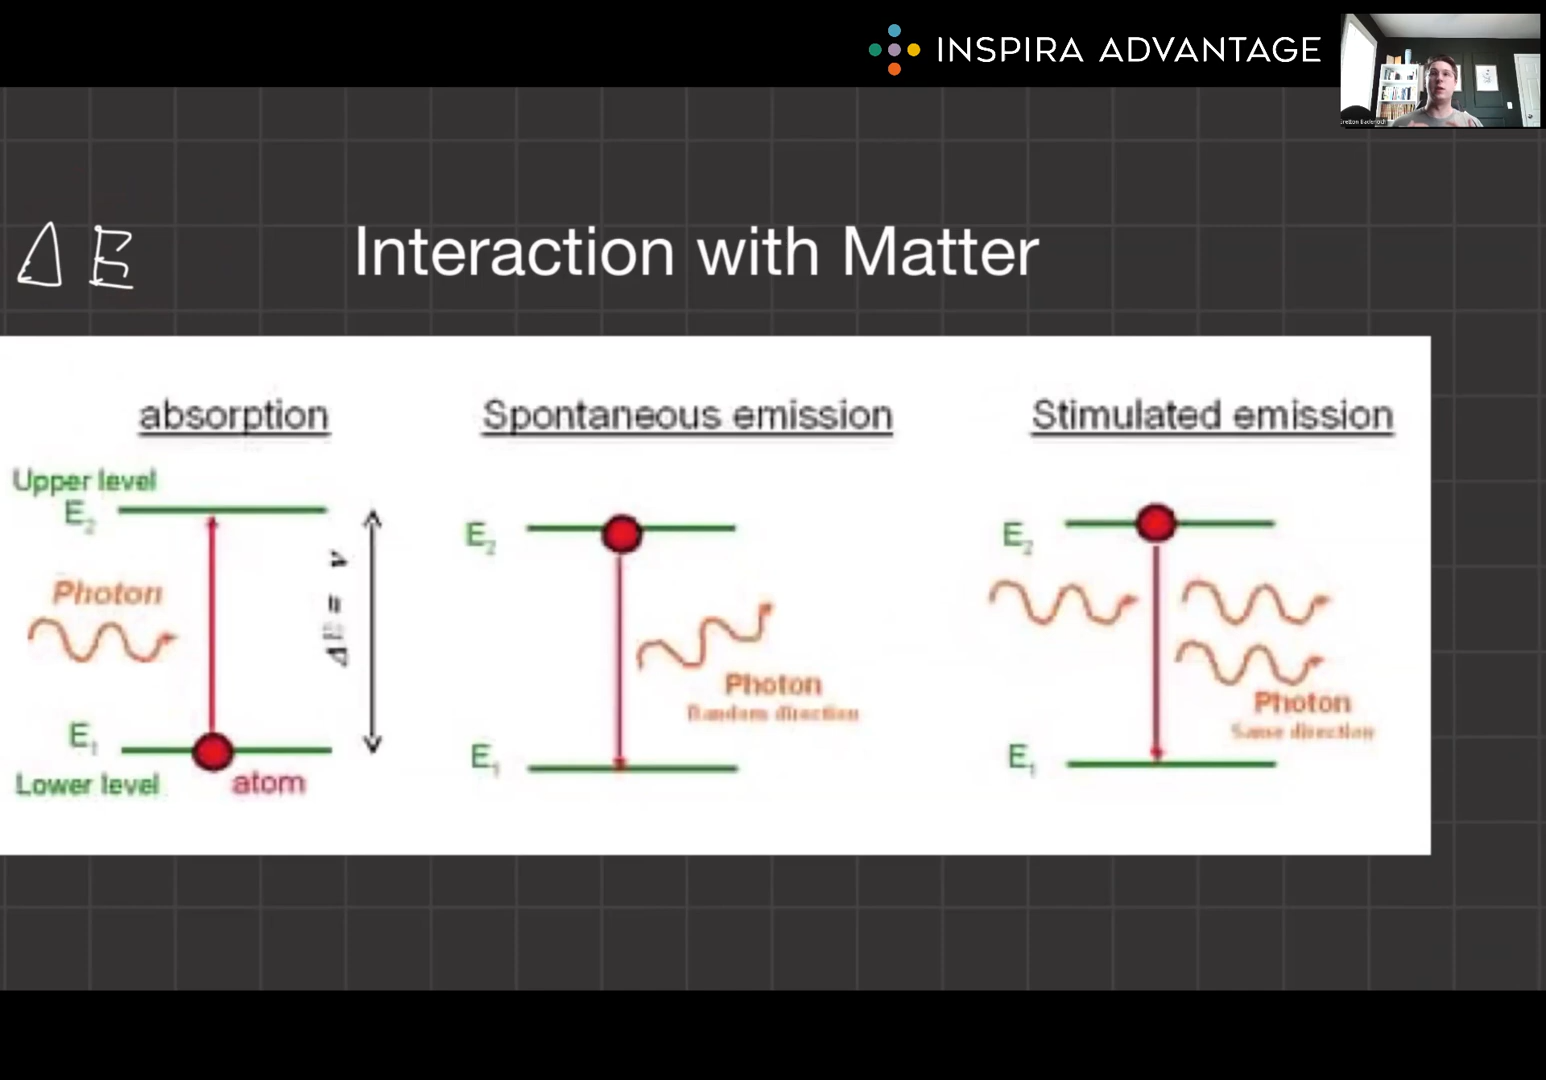 INSPIRA ADVANTAGE
Δ E
Interaction with Matter
absorption
Spontaneous emission
Stimulated emission
Upper level
E2
E2
E2
Photon
ΔE = ν
Photon
Random direction
Photon
Same direction
E1
E1
E1
Lower level
atom